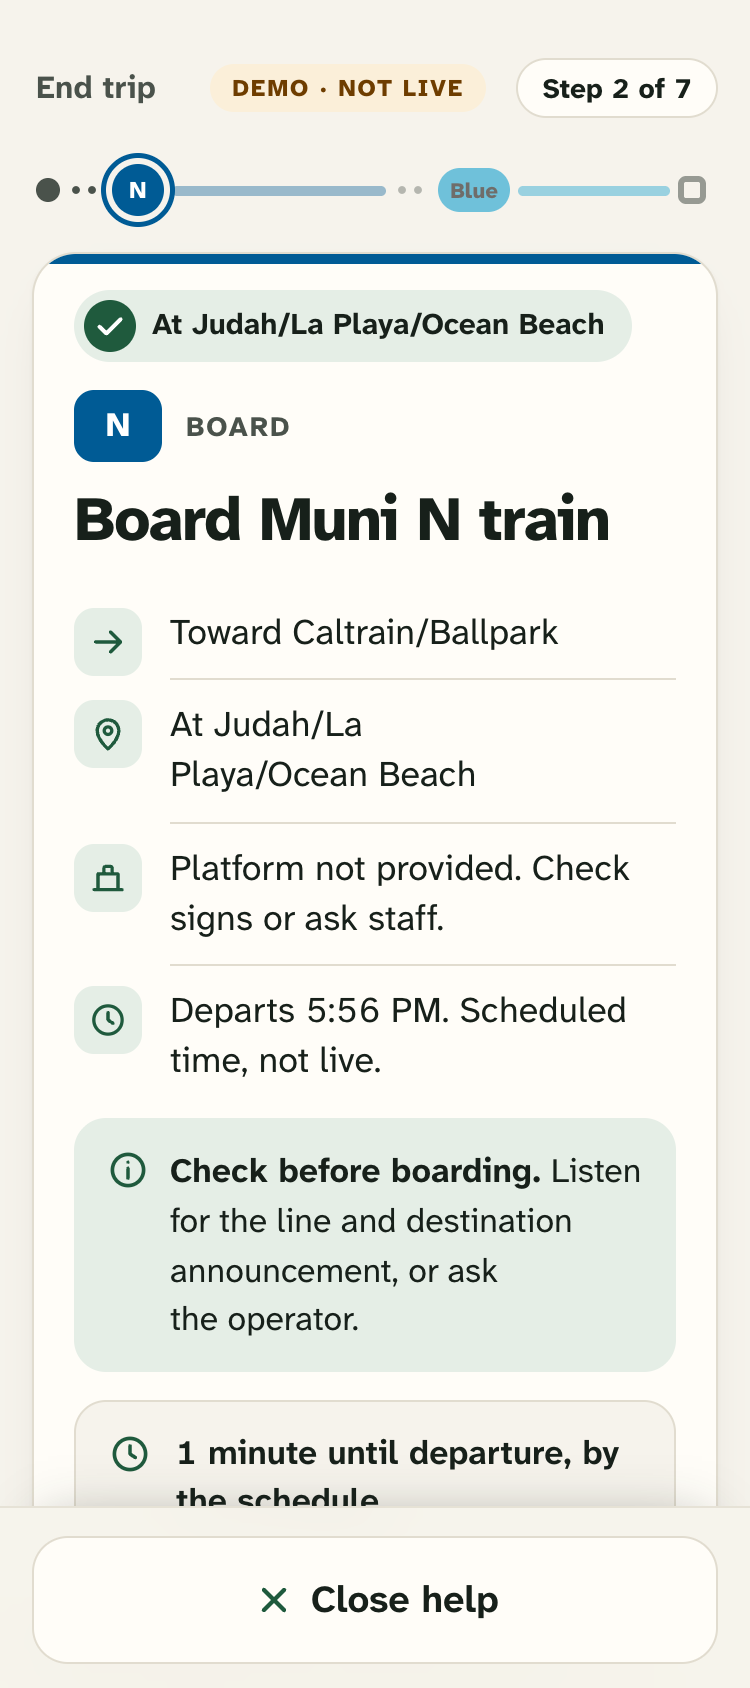 End trip
DEMO · NOT LIVE
Step 2 of 7
N
Blue
At Judah/La Playa/Ocean Beach
N
BOARD
Board Muni N train
Toward Caltrain/Ballpark
At Judah/La
Playa/Ocean Beach
Platform not provided. Check
signs or ask staff.
Departs 5:56 PM. Scheduled
time, not live.
Check before boarding. Listen
for the line and destination
announcement, or ask
the operator.
1 minute until departure, by
the schedule
Close help